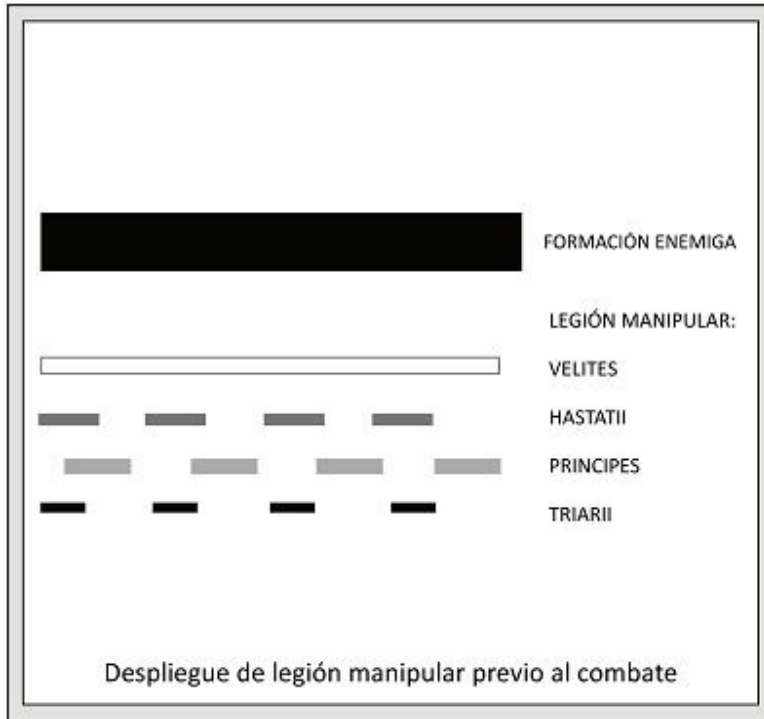 FORMACIÓN ENEMIGA
LEGIÓN MANIPULAR:
VELITES
HASTATII
PRINCIPES
TRIARII
Despliegue de legión manipular previo al combate